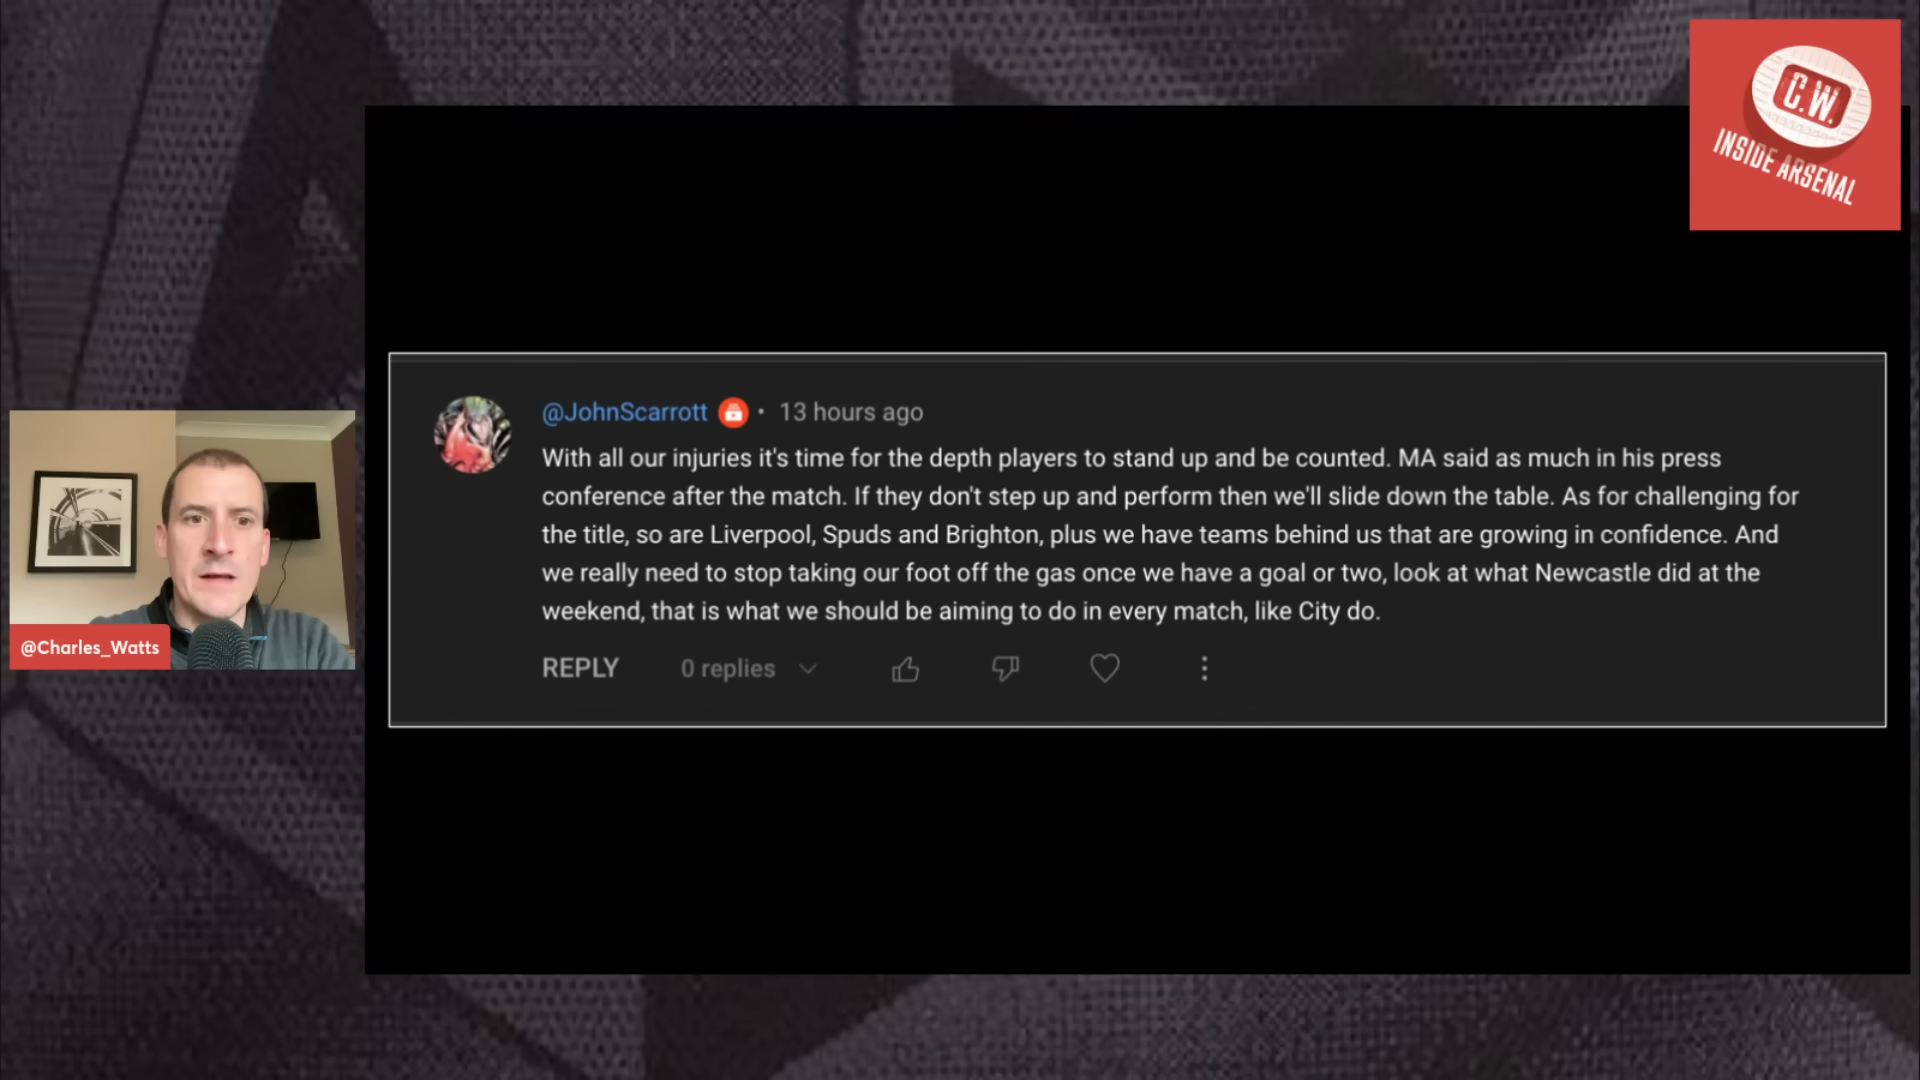 C.W.
INSIDE ARSENAL
@JohnScarrott • 13 hours ago
With all our injuries it's time for the depth players to stand up and be counted. MA said as much in his press
conference after the match. If they don't step up and perform then we'll slide down the table. As for challenging for
the title, so are Liverpool, Spuds and Brighton, plus we have teams behind us that are growing in confidence. And
we really need to stop taking our foot off the gas once we have a goal or two, look at what Newcastle did at the
weekend, that is what we should be aiming to do in every match, like City do.
REPLY 0 replies
@Charles_Watts